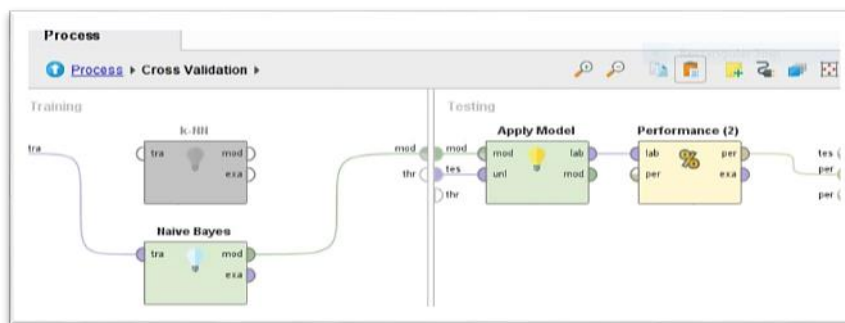 Process
Process ▸ Cross Validation ▸
Training
tra
k-NN
tra mod
exa
Naive Bayes
tra mod
exa
mod
thr
Testing
mod
tes
thr
Apply Model
mod lab
unl mod
Performance (2)
lab % per
per exa
tes
per
per